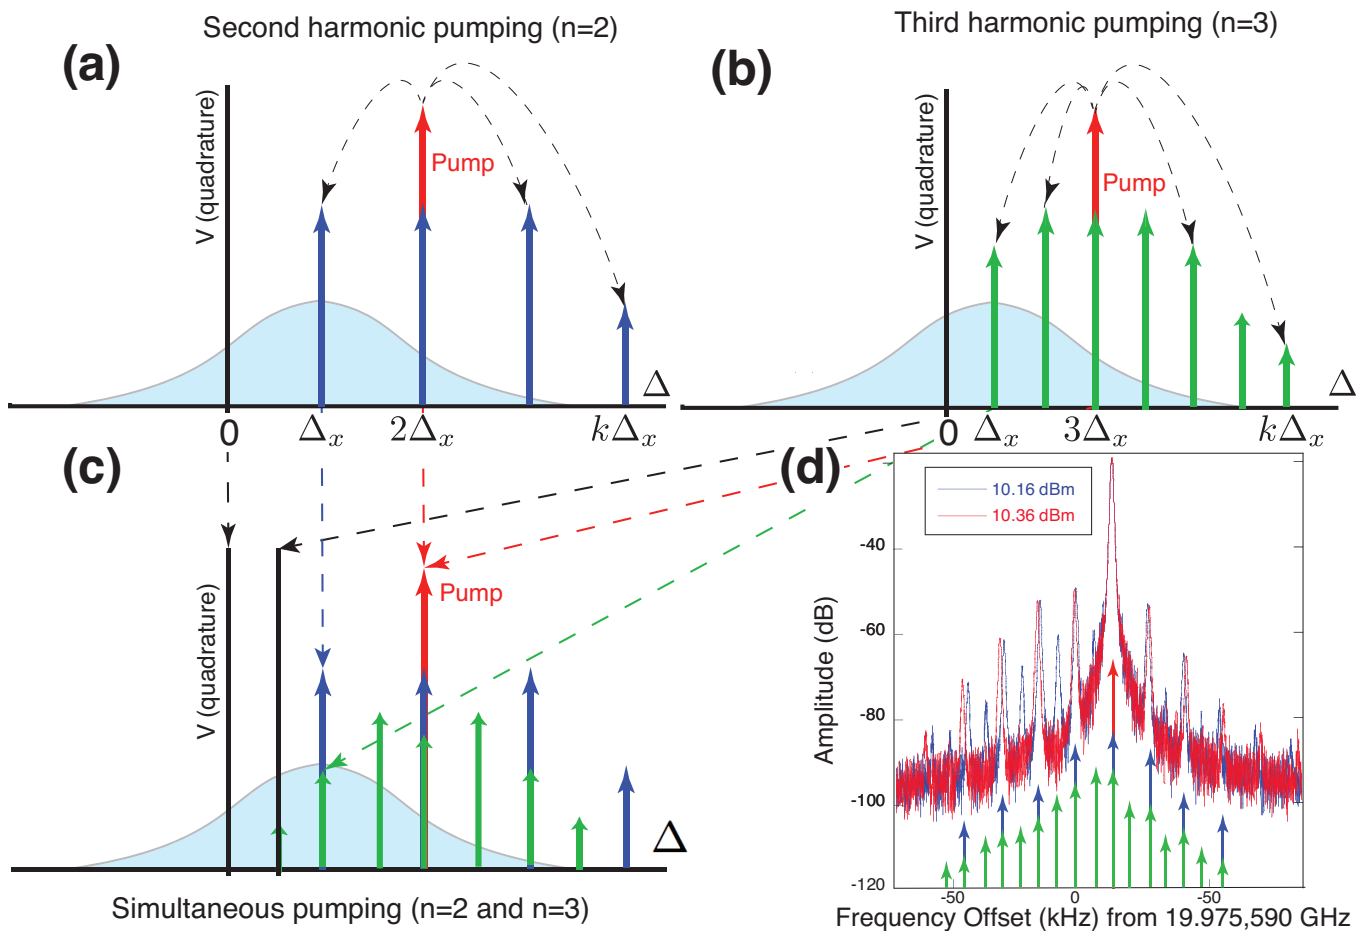 Second harmonic pumping (n=2)
Third harmonic pumping (n=3)
(a)
(b)
V (quadrature)
Pump
V (quadrature)
Pump
Δ
Δ
0
Δx
2Δx
kΔx
0
Δx
3Δx
kΔx
(c)
(d)
10.16 dBm
10.36 dBm
V (quadrature)
Pump
Δ
Amplitude (dB)
-40
-60
-80
-100
-120
-50
0
-50
Frequency Offset (kHz) from 19.975,590 GHz
Simultaneous pumping (n=2 and n=3)